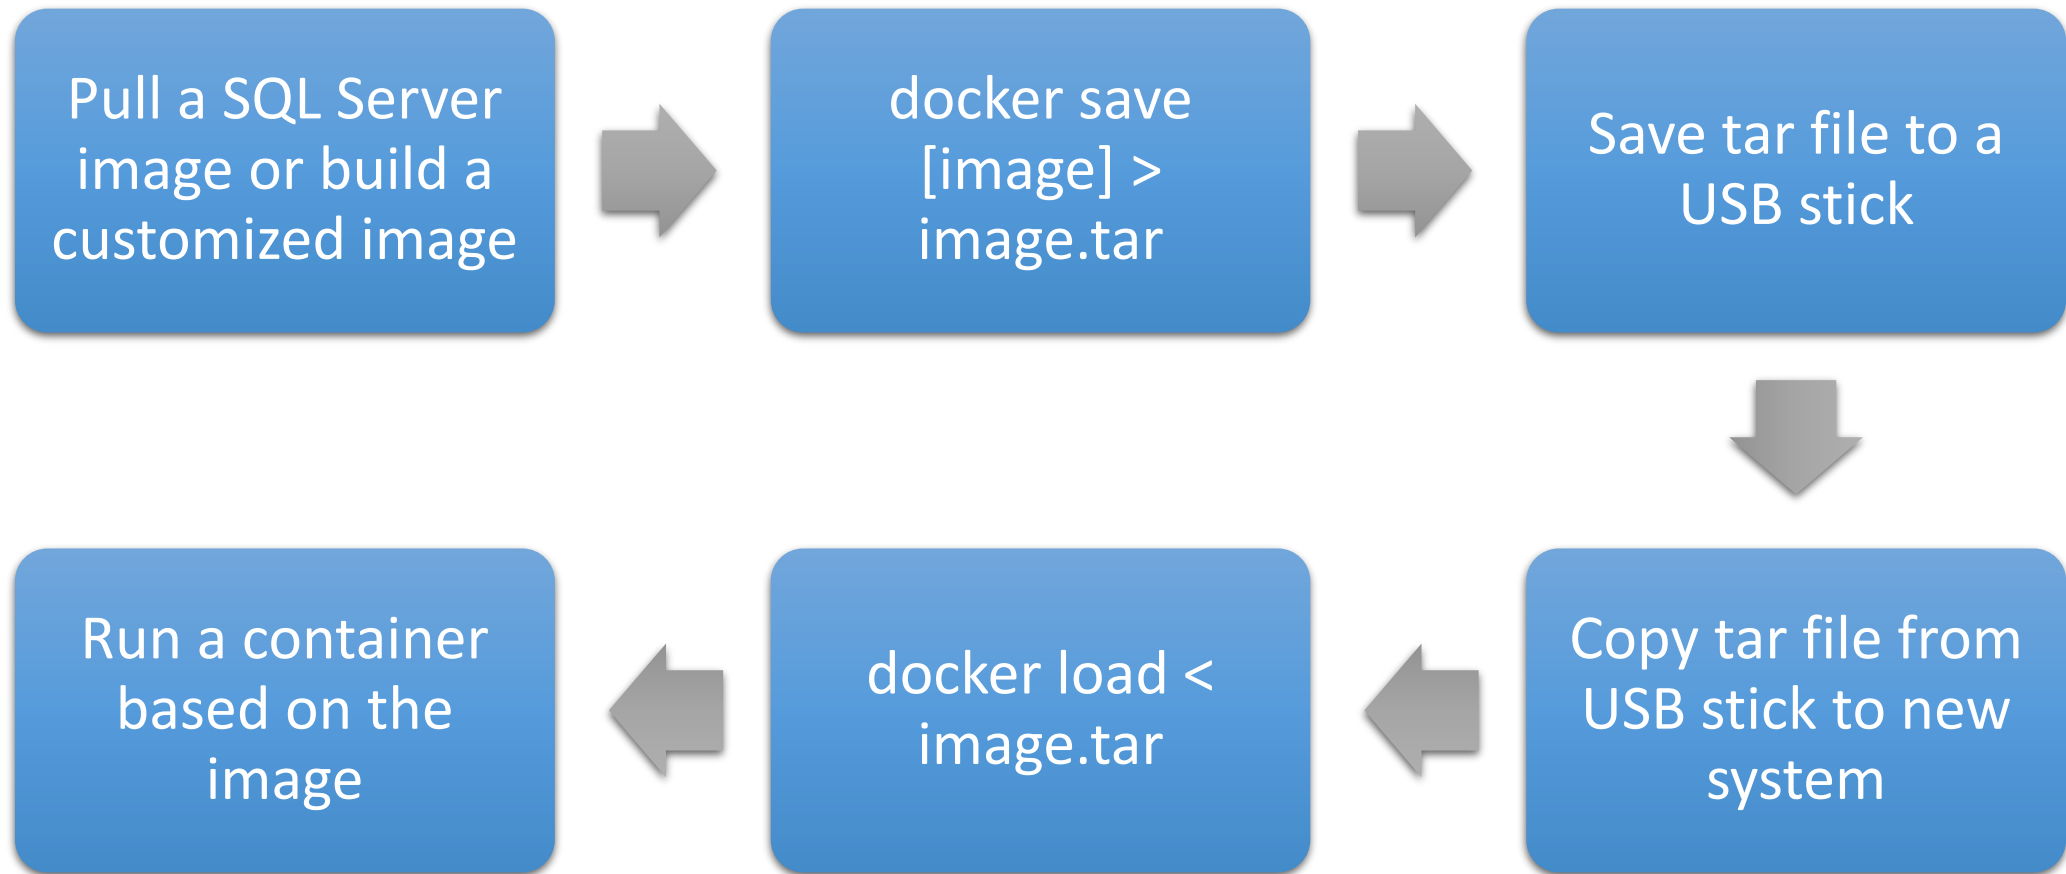 Pull a SQL Server
image or build a
customized image
docker save
[image] >
image.tar
Save tar file to a
USB stick
Copy tar file from
USB stick to new
system
docker load <
image.tar
Run a container
based on the
image